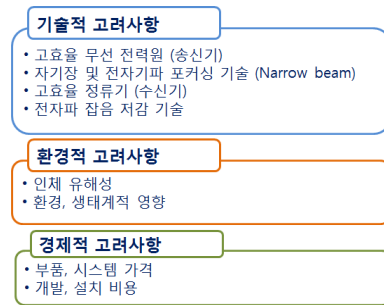 기술적 고려사항
• 고효율 무선 전력원 (송신기)
• 자기장 및 전자기파 포커싱 기술 (Narrow beam)
• 고효율 정류기 (수신기)
• 전자파 잡음 저감 기술
환경적 고려사항
• 인체 유해성
• 환경, 생태계적 영향
경제적 고려사항
• 부품, 시스템 가격
• 개발, 설치 비용